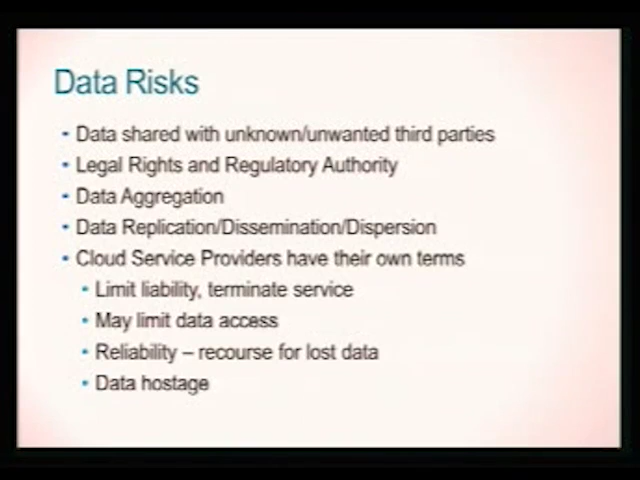 Data Risks
• Data shared with unknown/unwanted third parties
• Legal Rights and Regulatory Authority
• Data Aggregation
• Data Replication/Dissemination/Dispersion
• Cloud Service Providers have their own terms
• Limit liability, terminate service
• May limit data access
• Reliability – recourse for lost data
• Data hostage